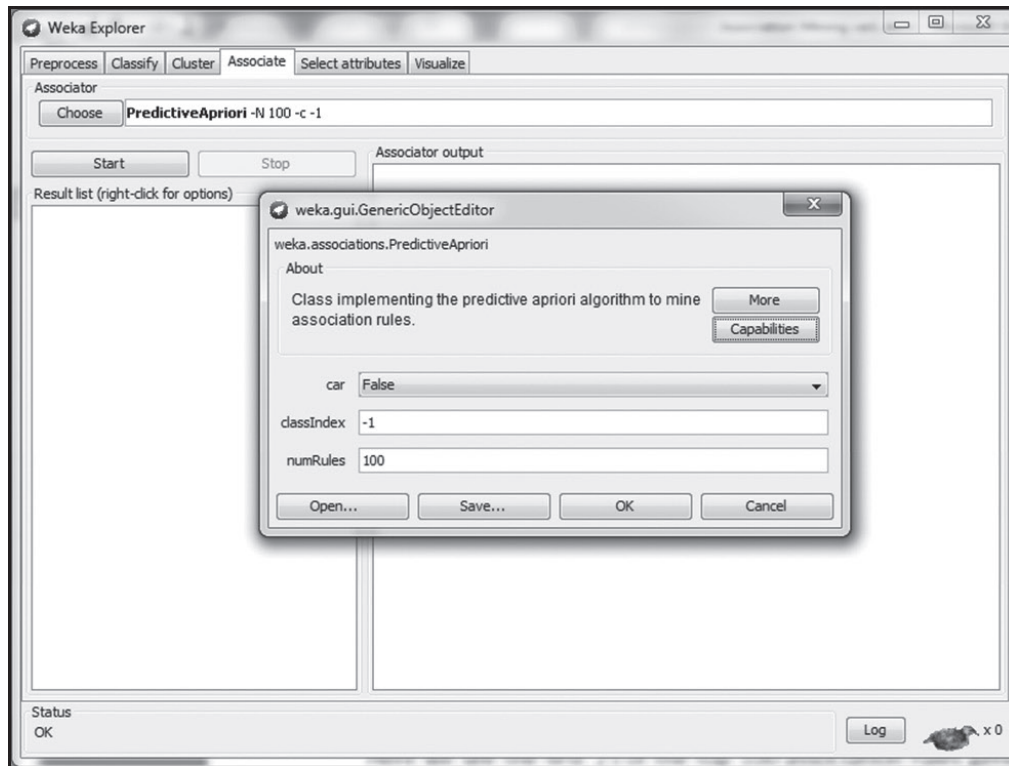 Weka Explorer
Preprocess Classify Cluster Associate Select attributes Visualize
Associator
Choose PredictiveApriori -N 100 -c -1
Start Stop
Associator output
Result list (right-click for options)
weka.gui.GenericObjectEditor
weka.associations.PredictiveApriori
About
Class implementing the predictive apriori algorithm to mine
association rules.
More
Capabilities
car False
classIndex -1
numRules 100
Open... Save... OK Cancel
Status
OK
Log
x 0